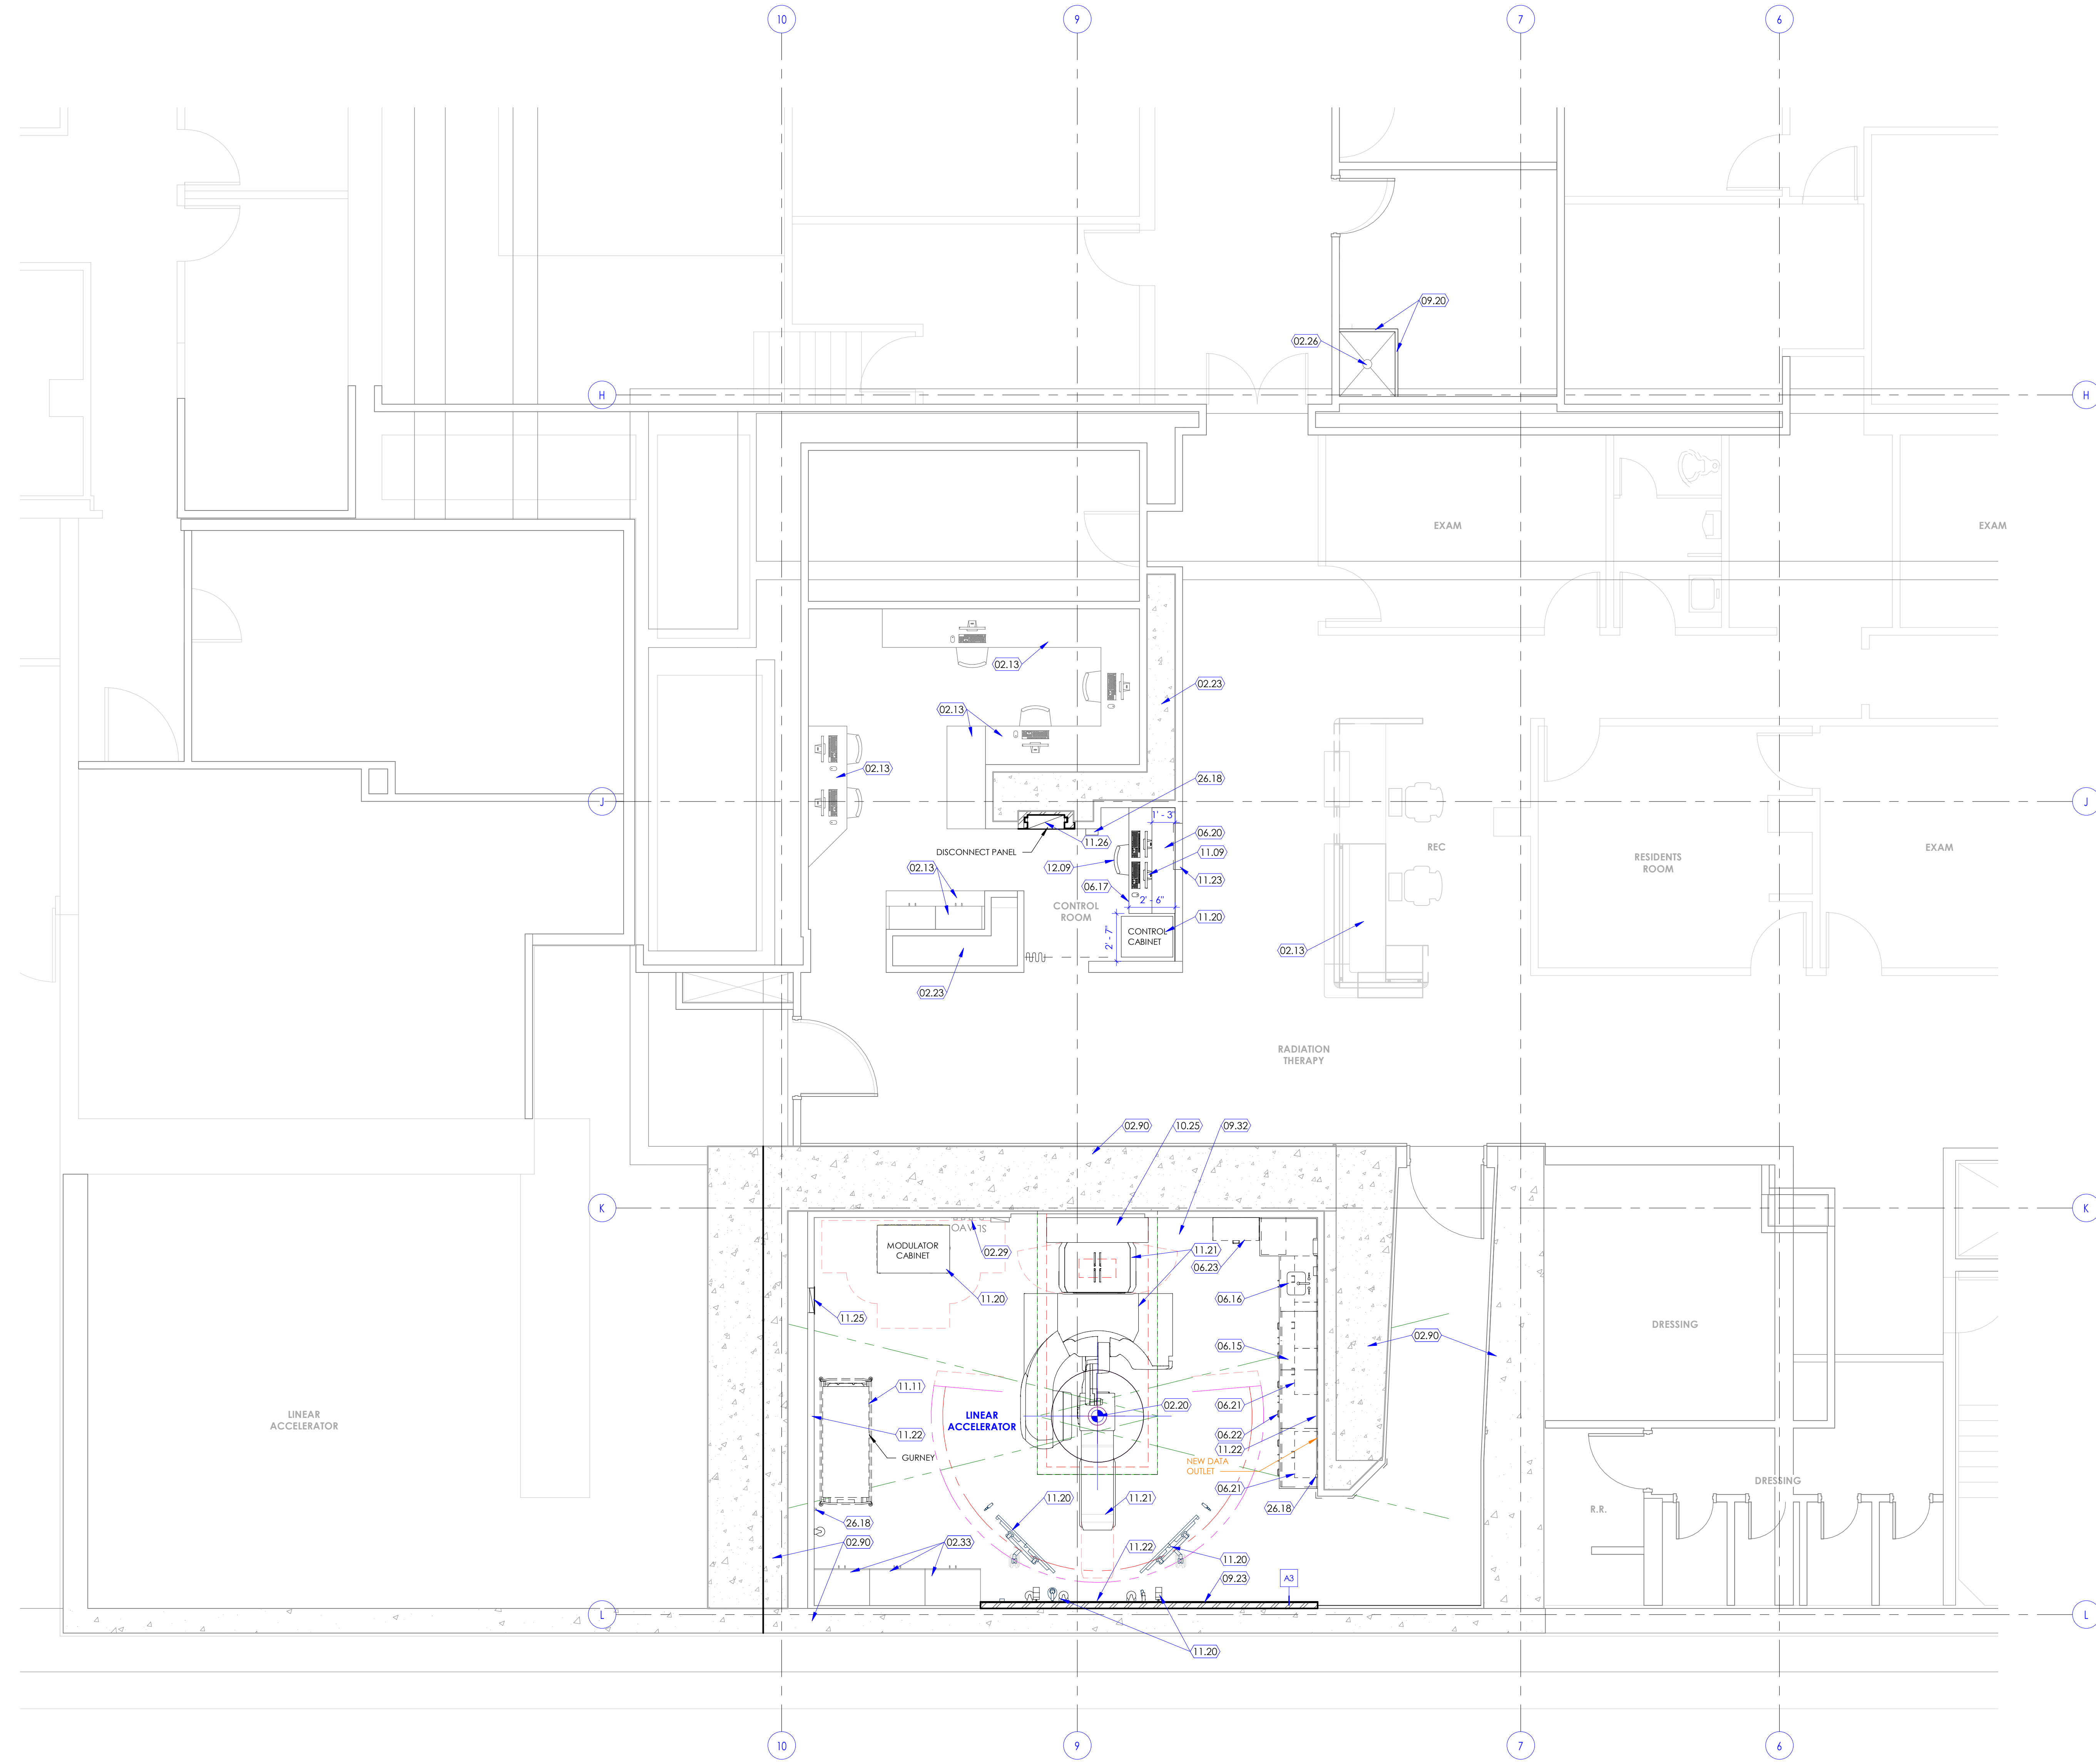 10
9
7
6
09.20
02.26
H
H
EXAM
EXAM
02.13
02.23
02.13
02.13
26.18
J
J
1' - 3"
06.20
11.26
DISCONNECT PANEL
REC
11.09
RESIDENTS
ROOM
EXAM
02.13
12.09
11.23
06.17
2' - 6"
CONTROL
ROOM
11.20
CONTROL
CABINET
2' - 7"
02.13
02.23
RADIATION
THERAPY
02.90
10.25
09.32
K
K
OAVAULS
MODULATOR
CABINET
02.29
11.21
06.23
11.20
06.16
11.25
DRESSING
02.90
06.15
11.11
06.21
02.20
LINEAR
ACCELERATOR
LINEAR
ACCELERATOR
11.22
06.22
11.22
GURNEY
NEW DATA
OUTLET
DRESSING
06.21
11.20
11.21
26.18
R.R.
26.18
02.90
02.33
11.22
11.20
09.23
A3
L
L
11.20
10
9
7
6